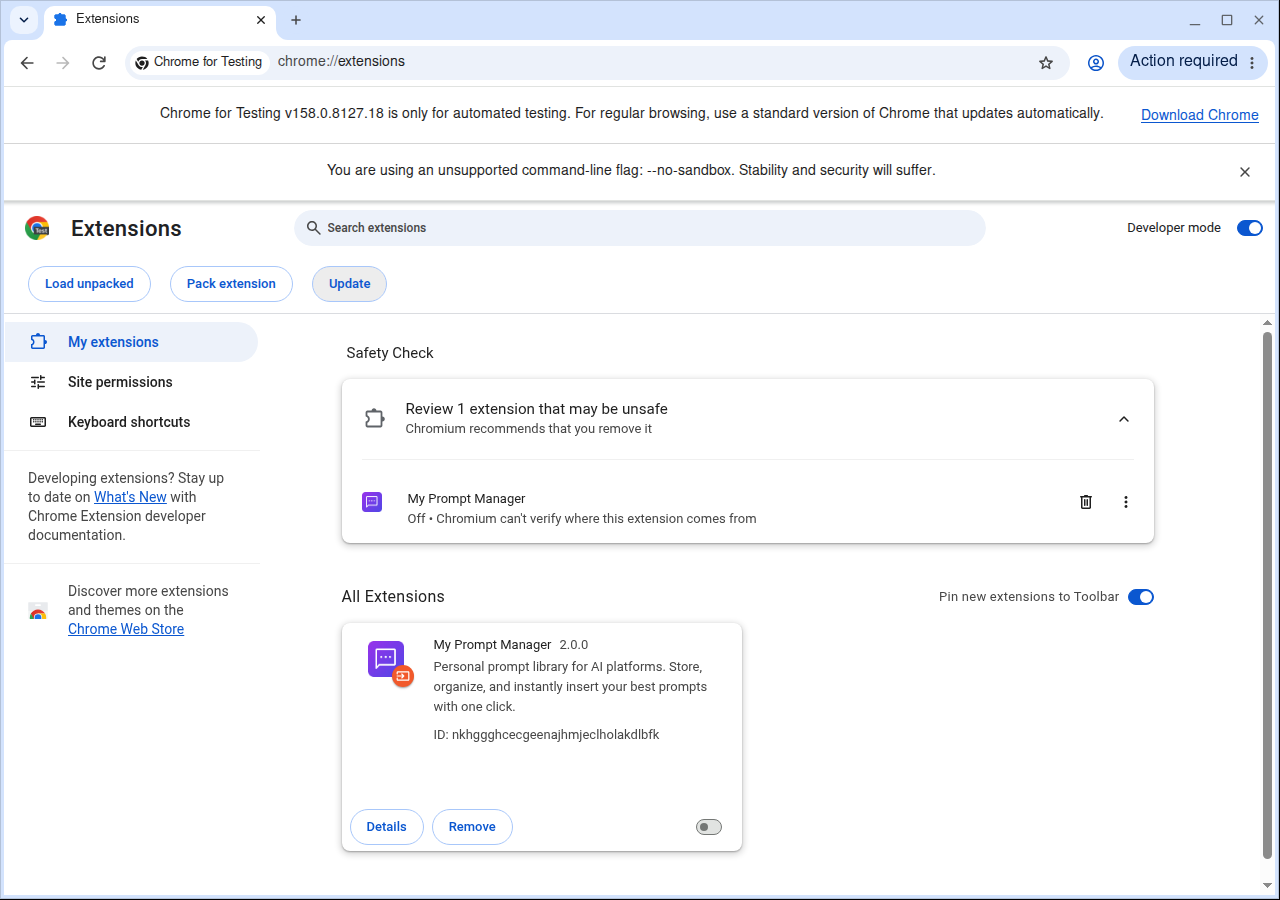 Extensions
Chrome for Testing
chrome://extensions
Action required
Chrome for Testing v158.0.8127.18 is only for automated testing. For regular browsing, use a standard version of Chrome that updates automatically.
Download Chrome
You are using an unsupported command-line flag: --no-sandbox. Stability and security will suffer.
Test
Extensions
Search extensions
Developer mode
Load unpacked
Pack extension
Update
My extensions
Site permissions
Keyboard shortcuts
Developing extensions? Stay up
to date on What's New with
Chrome Extension developer
documentation.
Discover more extensions
and themes on the
Chrome Web Store
Safety Check
Review 1 extension that may be unsafe
Chromium recommends that you remove it
My Prompt Manager
Off • Chromium can't verify where this extension comes from
All Extensions
Pin new extensions to Toolbar
My Prompt Manager 2.0.0
Personal prompt library for AI platforms. Store,
organize, and instantly insert your best prompts
with one click.
ID: nkhggghcecgeenajhmjeclholakdlbfk
Details
Remove